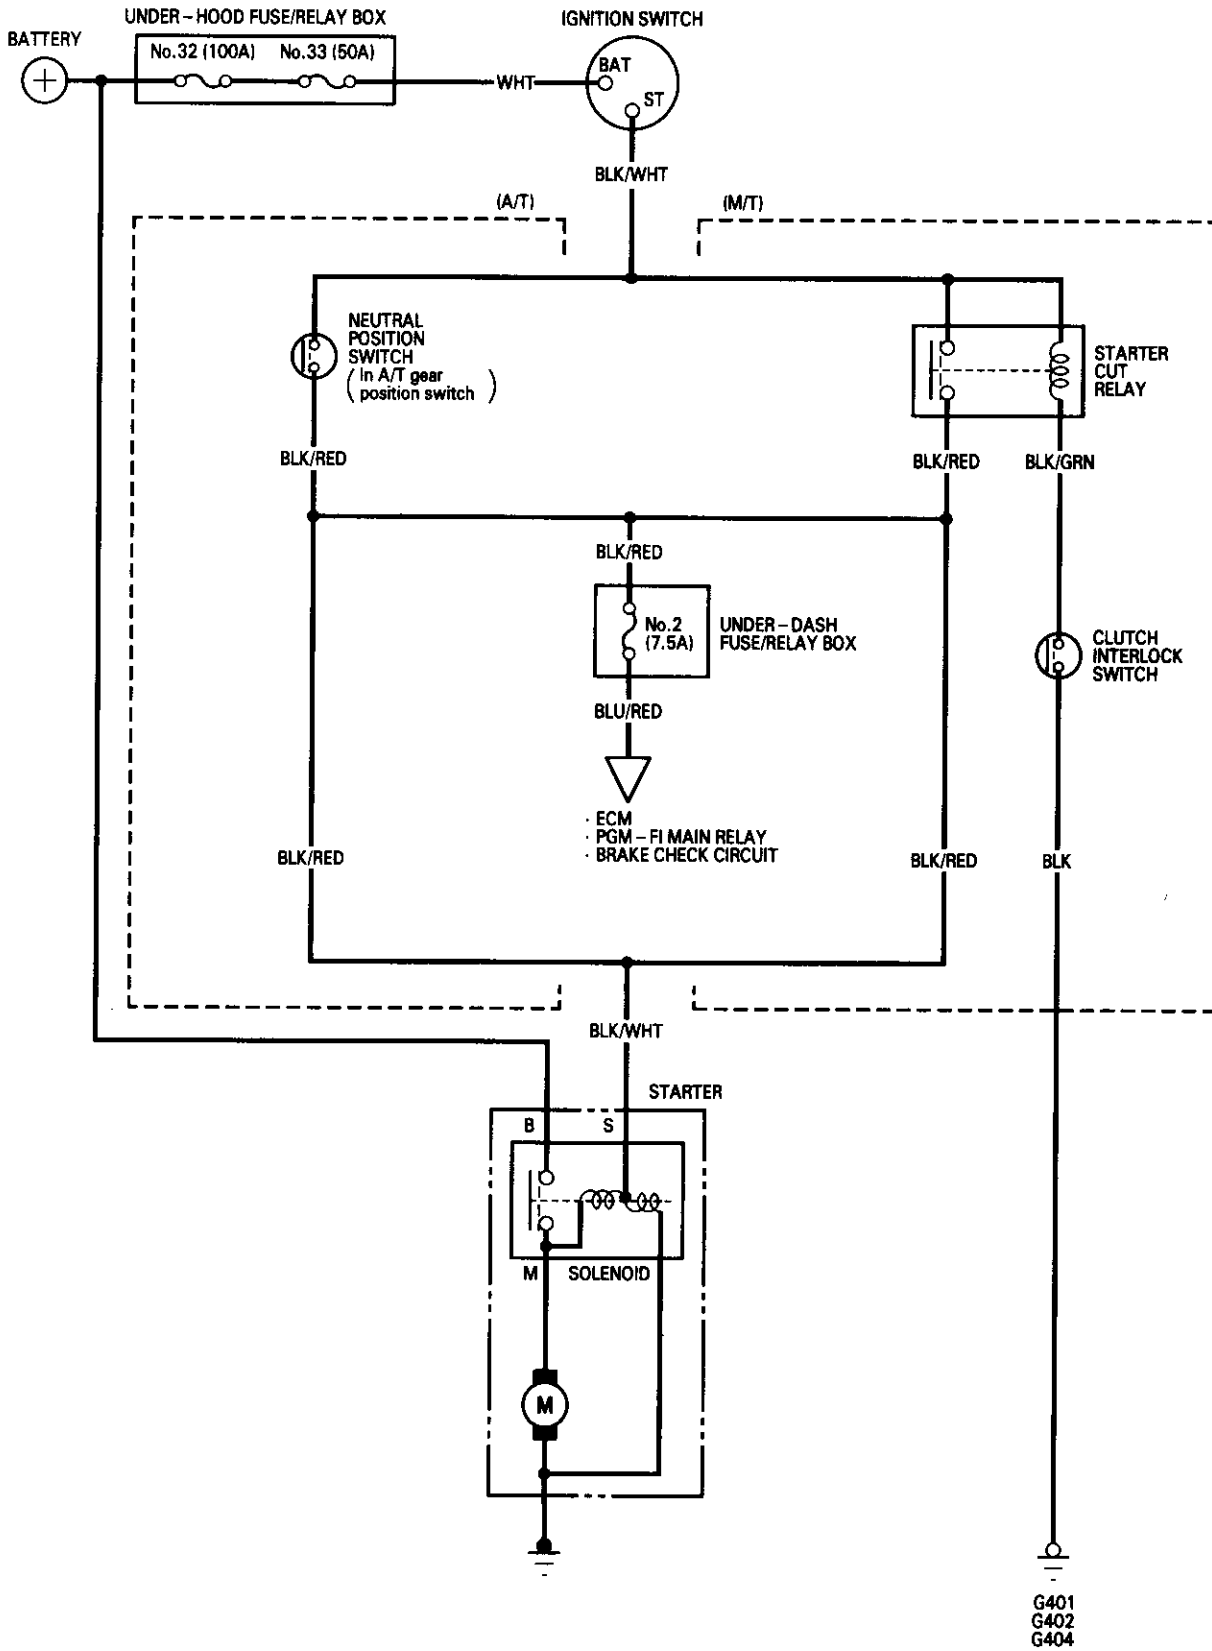 UNDER-HOOD FUSE/RELAY BOX
IGNITION SWITCH
BATTERY
No.32 (100A) No.33 (50A)
+
WHT
BAT
ST
BLK/WHT
(A/T)
(M/T)
NEUTRAL
POSITION
SWITCH
( In A/T gear
position switch )
STARTER
CUT
RELAY
BLK/RED
BLK/RED
BLK/GRN
BLK/RED
No.2
(7.5A)
UNDER-DASH
FUSE/RELAY BOX
CLUTCH
INTERLOCK
SWITCH
BLU/RED
· ECM
· PGM-FI MAIN RELAY
· BRAKE CHECK CIRCUIT
BLK/RED
BLK/RED
BLK
BLK/WHT
STARTER
B
S
M
SOLENOID
M
G401
G402
G404